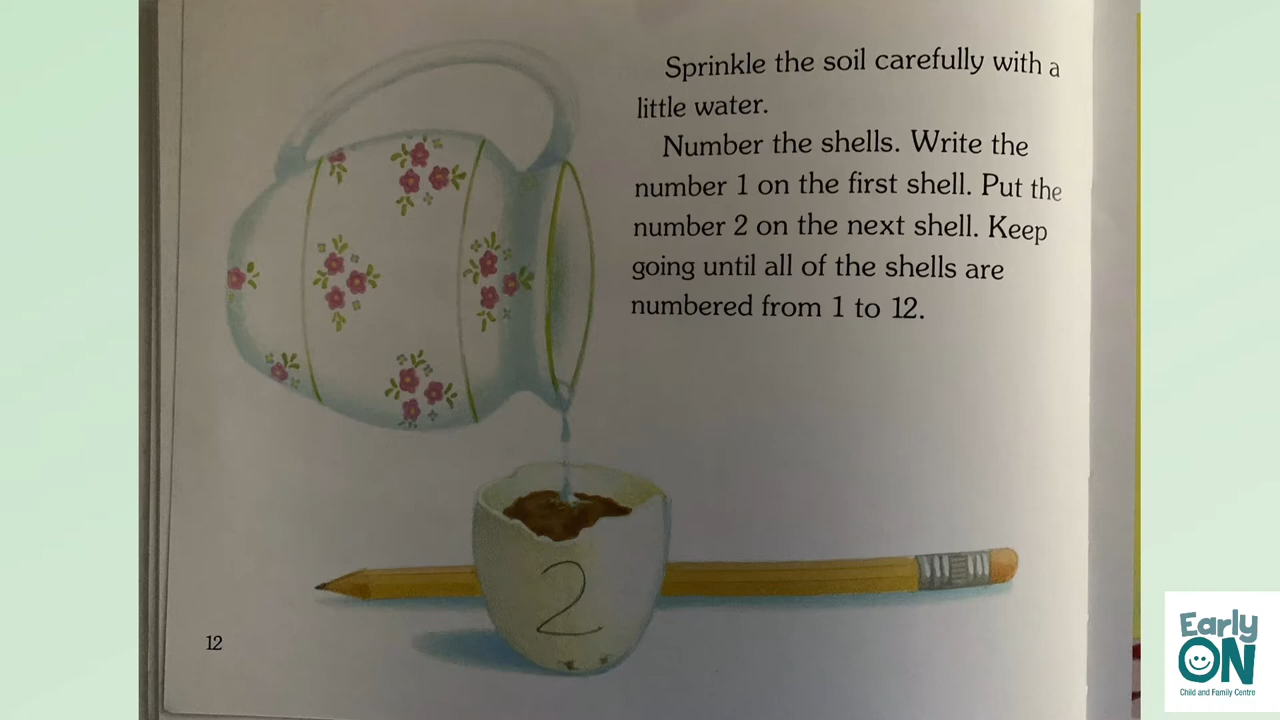 Sprinkle the soil carefully with a
little water.
Number the shells. Write the
number 1 on the first shell. Put the
number 2 on the next shell. Keep
going until all of the shells are
numbered from 1 to 12.
2
12
Early
ON
Child and Family Centre